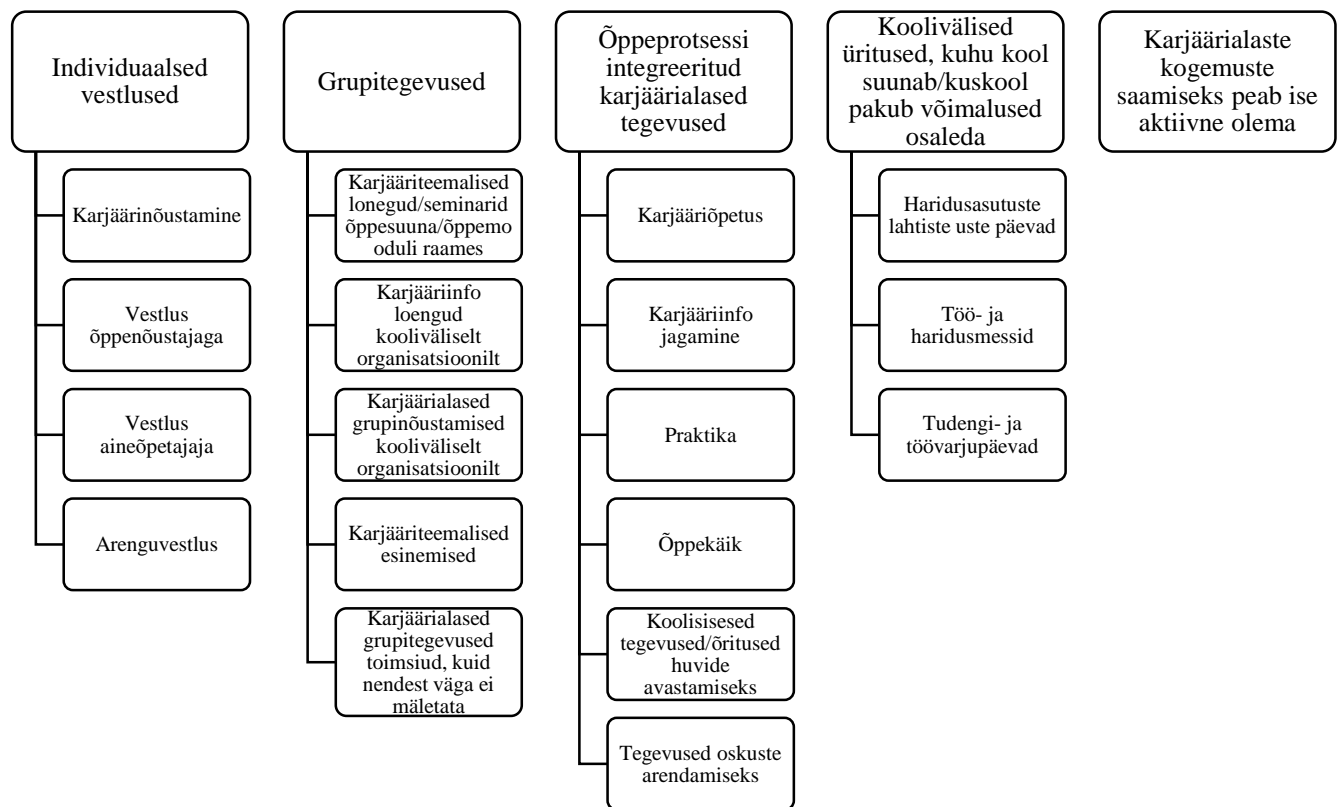 Individuaalsed
vestlused
Karjäärinõustamine
Vestlus
õppenõustajaga
Vestlus
aineõpetajaja
Arenguvestlus
Grupitegevused
Karjääriteemalised
lonegud/seminarid
õppesuuna/õppemo
oduli raames
Karjääriinfo
loengud
kooliväliselt
organisatsioonilt
Karjäärialased
grupinõustamised
kooliväliselt
organisatsioonilt
Karjääriteemalised
esinemised
Karjäärialased
grupitegevused
toimsiud, kuid
nendest väga ei
mäletata
Õppeprotsessi
integreeritud
karjäärialased
tegevused
Karjääriõpetus
Karjääriinfo
jagamine
Praktika
Õppekäik
Koolisisesed
tegevused/õritused
huvide
avastamiseks
Tegevused oskuste
arendamiseks
Koolivälised
üritused, kuhu kool
suunab/kuskool
pakub võimalused
osaleda
Haridusasutuste
lahtiste uste päevad
Töö- ja
haridusmessid
Tudengi- ja
töövarjupäevad
Karjäärialaste
kogemuste
saamiseks peab ise
aktiivne olema